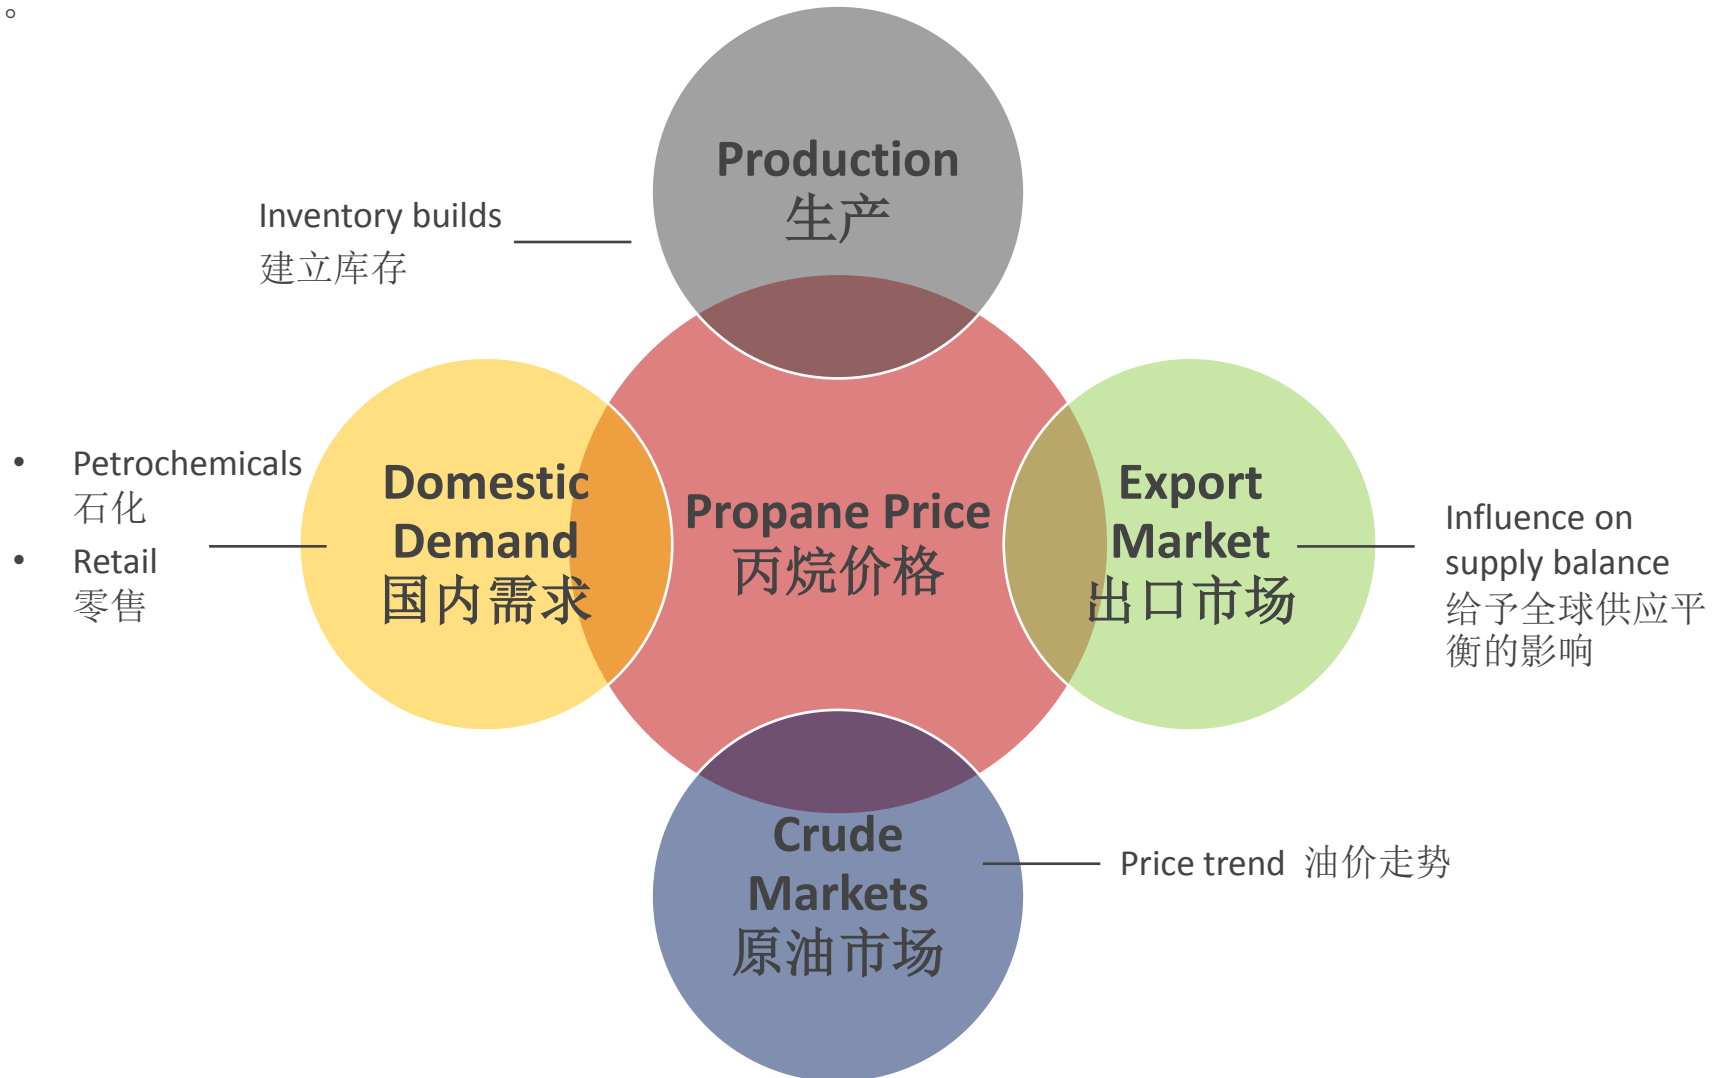 。
Production
生产
Inventory builds
建立库存
• Petrochemicals
石化
• Retail
零售
Domestic
Demand
国内需求
Propane Price
丙烷价格
Export
Market
出口市场
Influence on
supply balance
给予全球供应平
衡的影响
Crude
Markets
原油市场
Price trend 油价走势